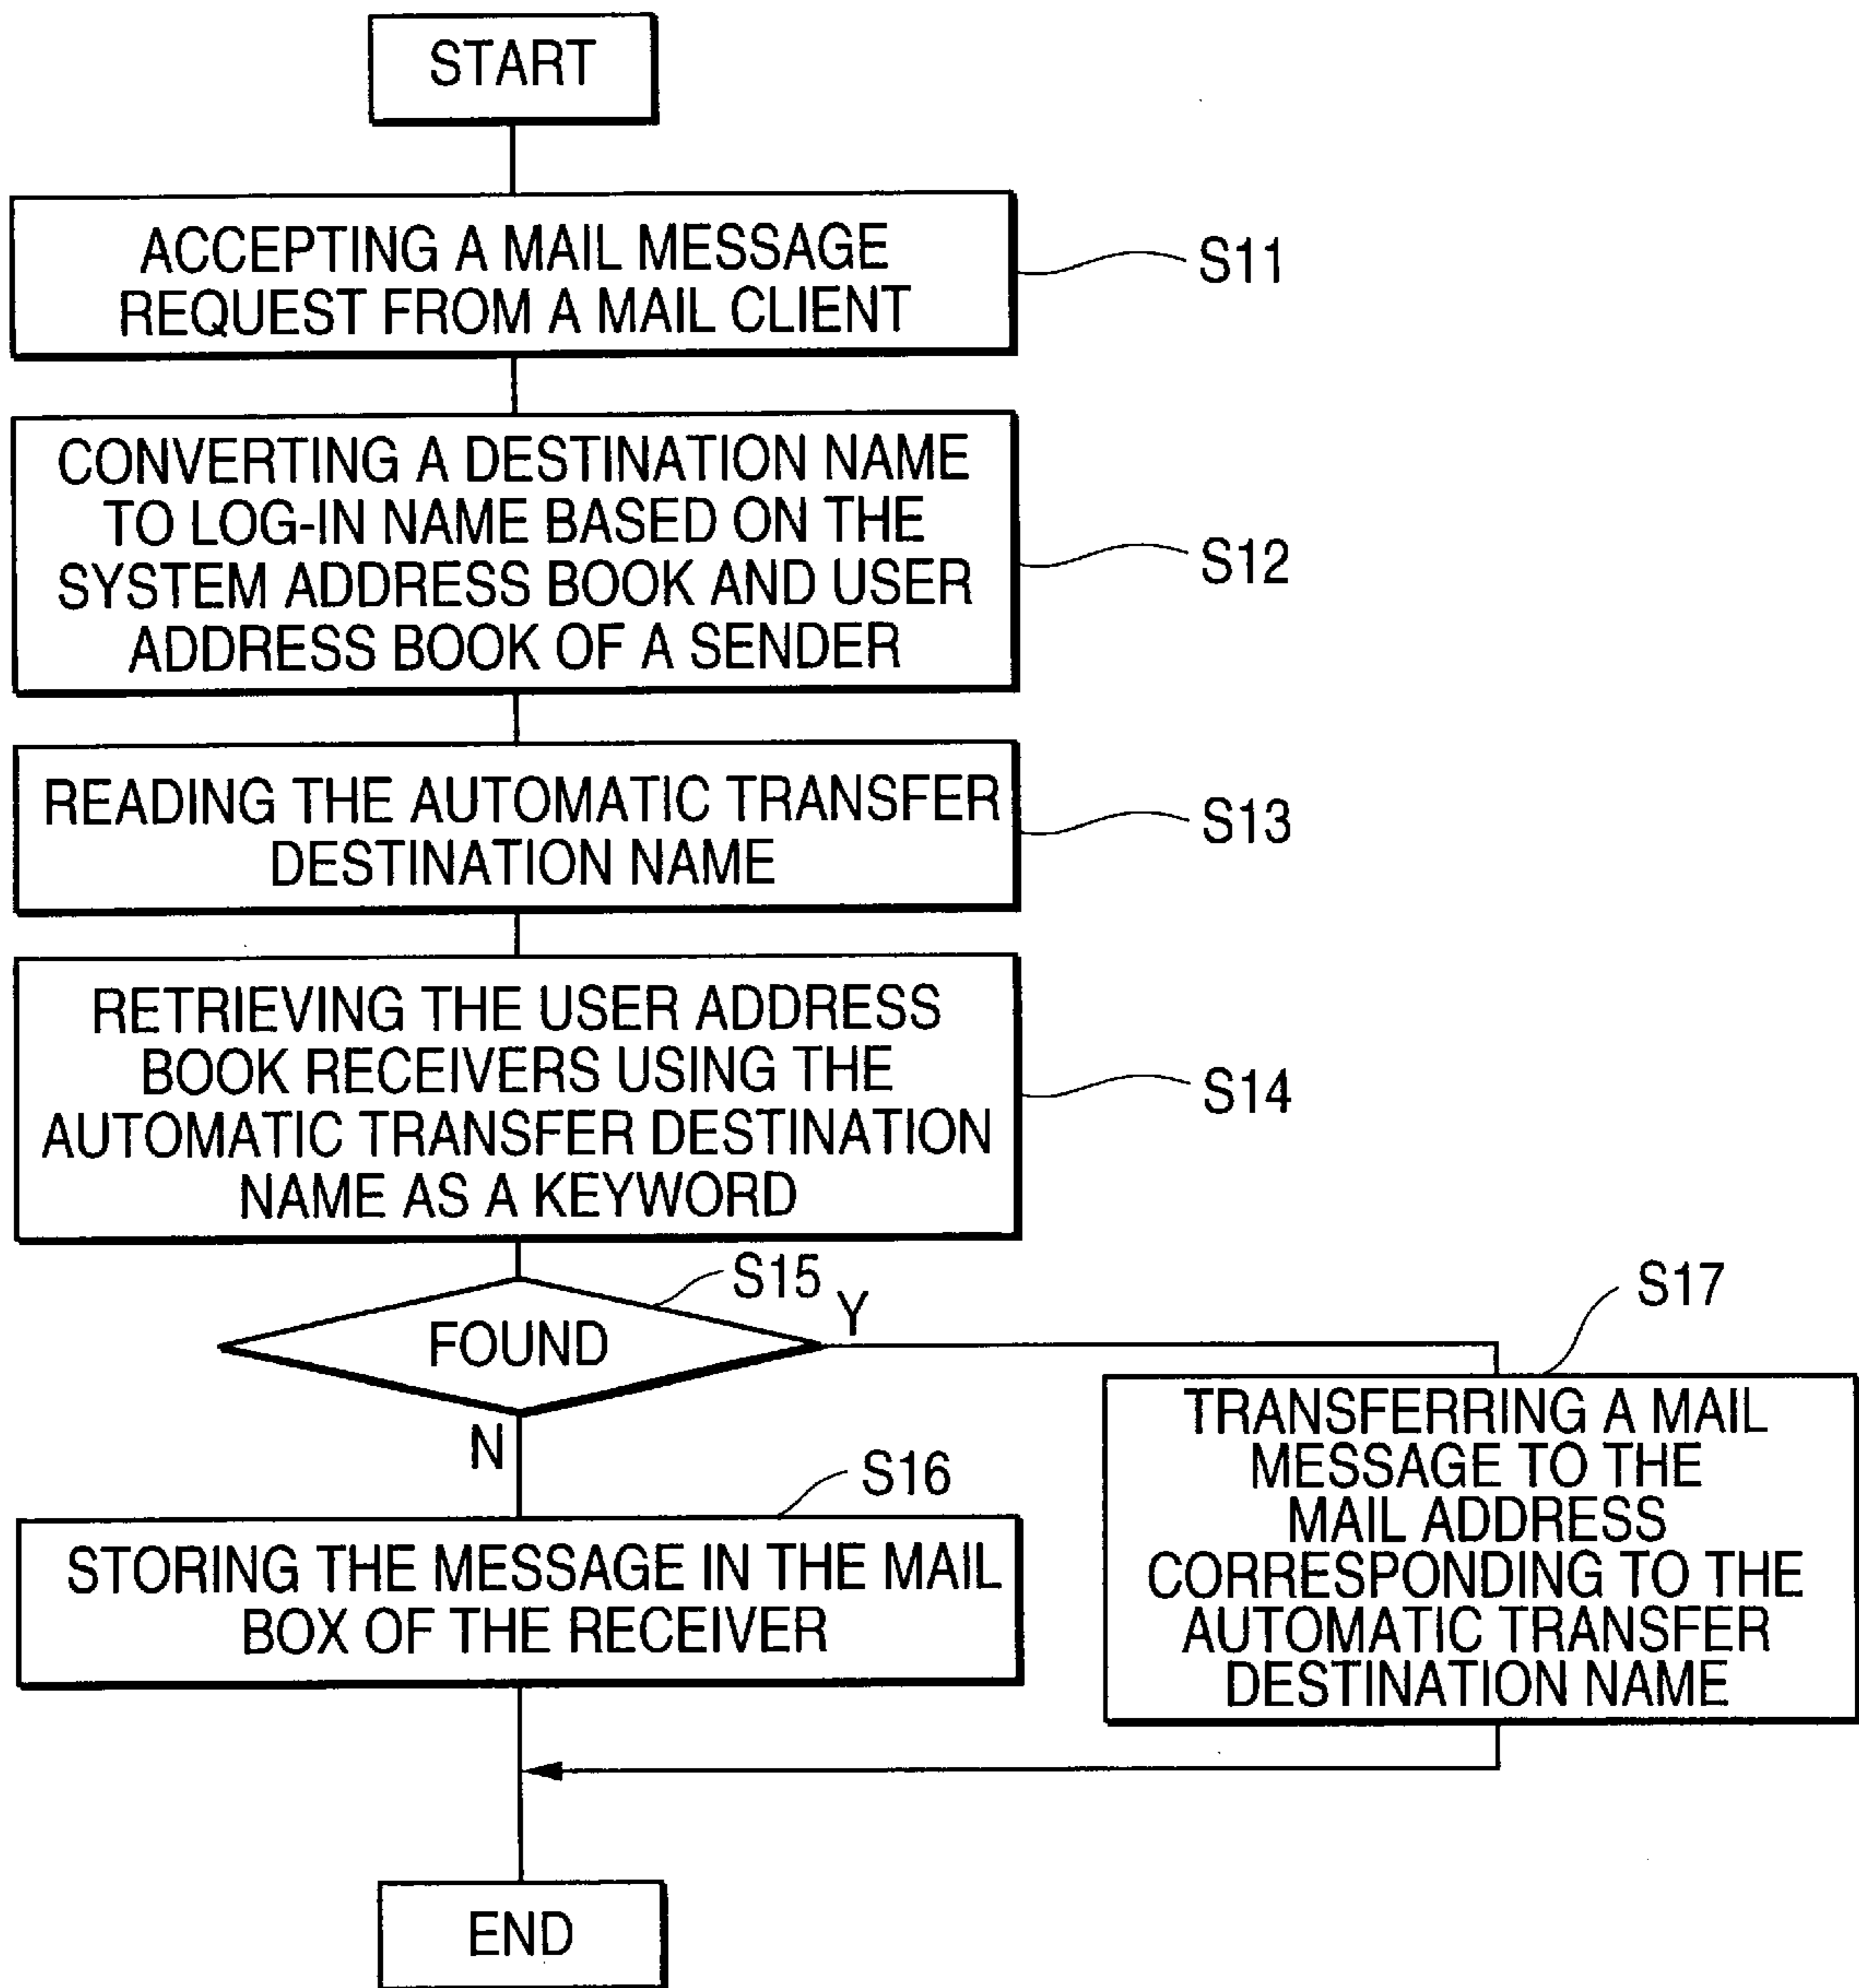 START
ACCEPTING A MAIL MESSAGE
REQUEST FROM A MAIL CLIENT
S11
CONVERTING A DESTINATION NAME
TO LOG-IN NAME BASED ON THE
SYSTEM ADDRESS BOOK AND USER
ADDRESS BOOK OF A SENDER
S12
READING THE AUTOMATIC TRANSFER
DESTINATION NAME
S13
RETRIEVING THE USER ADDRESS
BOOK RECEIVERS USING THE
AUTOMATIC TRANSFER DESTINATION
NAME AS A KEYWORD
S14
S15
FOUND
Y
N
S16
STORING THE MESSAGE IN THE MAIL
BOX OF THE RECEIVER
S17
TRANSFERRING A MAIL
MESSAGE TO THE
MAIL ADDRESS
CORRESPONDING TO THE
AUTOMATIC TRANSFER
DESTINATION NAME
END